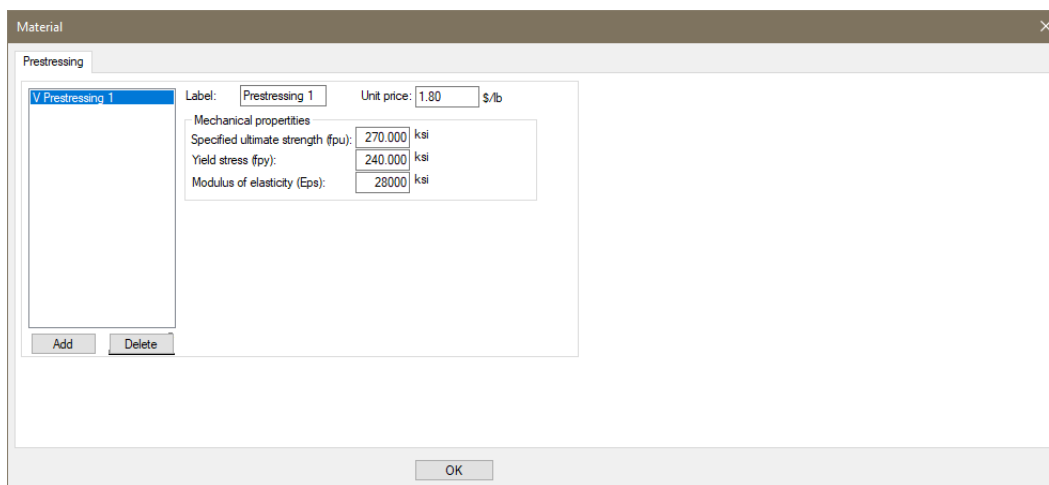 Material
Prestressing
V Prestressing 1
Label: Prestressing 1 Unit price: 1.80 $/lb
Mechanical propertities
Specified ultimate strength (fpu): 270.000 ksi
Yield stress (fpy): 240.000 ksi
Modulus of elasticity (Eps): 28000 ksi
Add Delete
OK